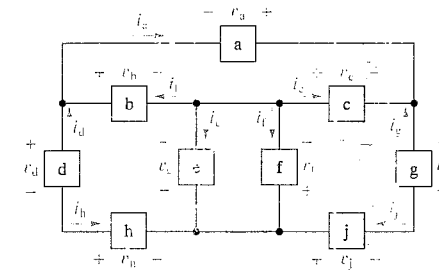 − v_a +
i_a
a
+ v_b − i_b i_c + v_c −
b c
i_d i_e i_f i_g
+ − − +
v_d d v_e e f v_f g
− − + −
i_h i_j
h j
+ v_h − + v_j −